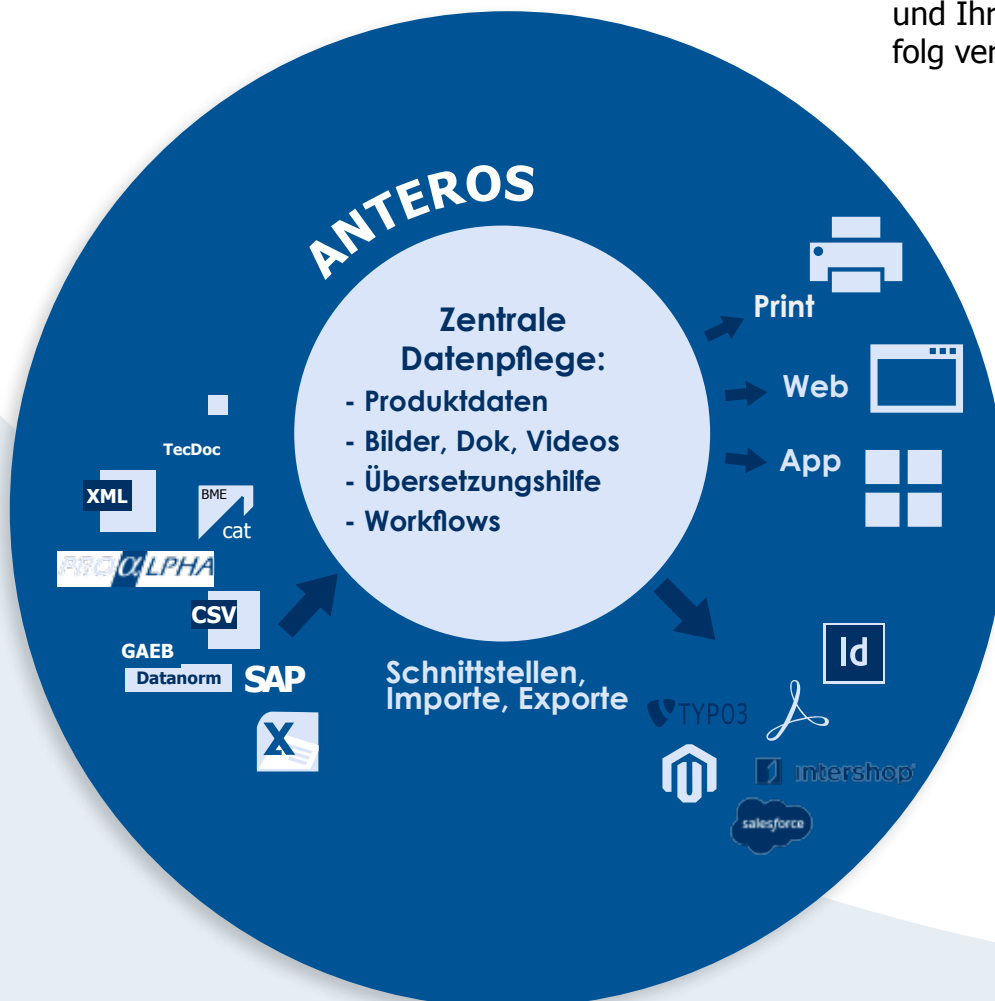 und Ihr
folg ver
ANTEROS
Zentrale
Datenpflege:
- Produktdaten
- Bilder, Dok, Videos
- Übersetzungshilfe
- Workflows
Print
Web
App
TecDoc
XML
BME
cat
PROαLPHA
CSV
GAEB
Datanorm
SAP
X
Schnittstellen,
Importe, Exporte
Id
TYPO3
intershop
salesforce